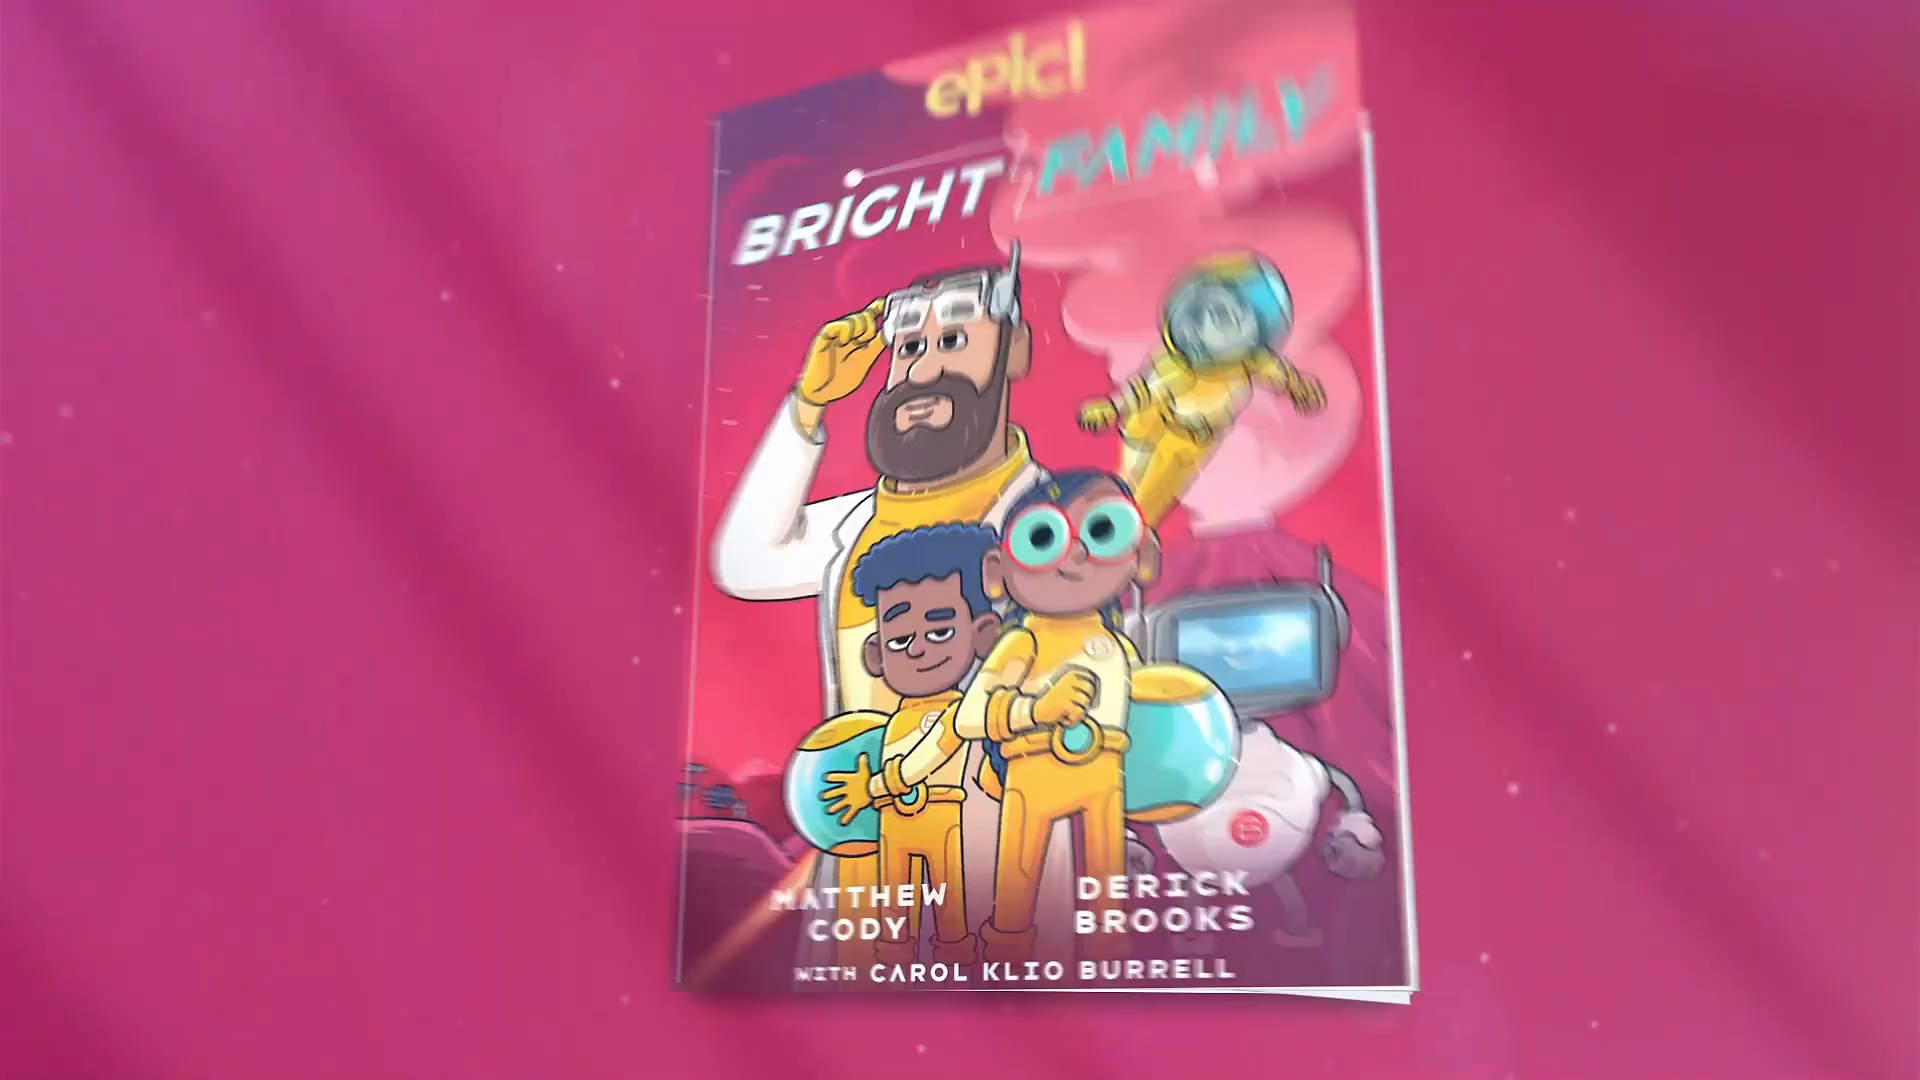 epic!
BRIGHT FAMILY
MATTHEW
CODY
DERICK
BROOKS
WITH CAROL KLIO BURRELL